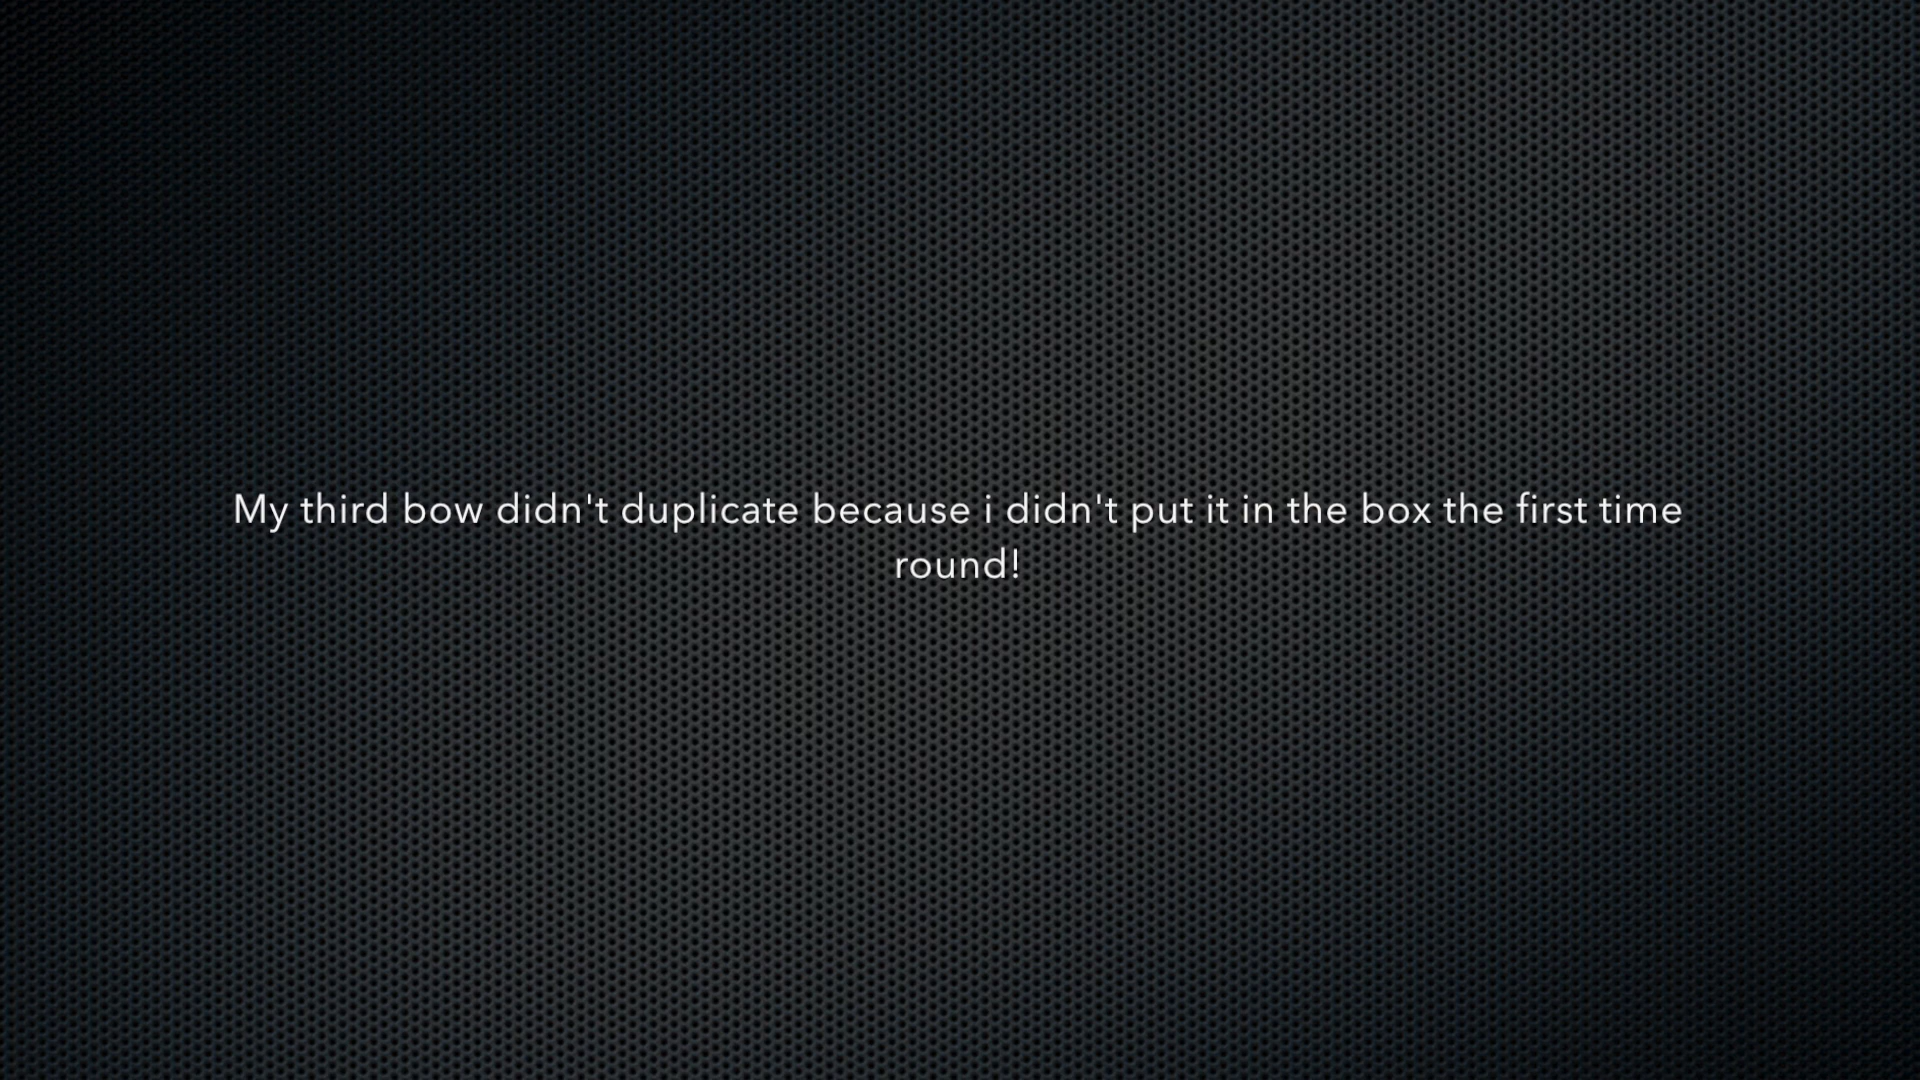 My third bow didn't duplicate because i didn't put it in the box the first time
round!